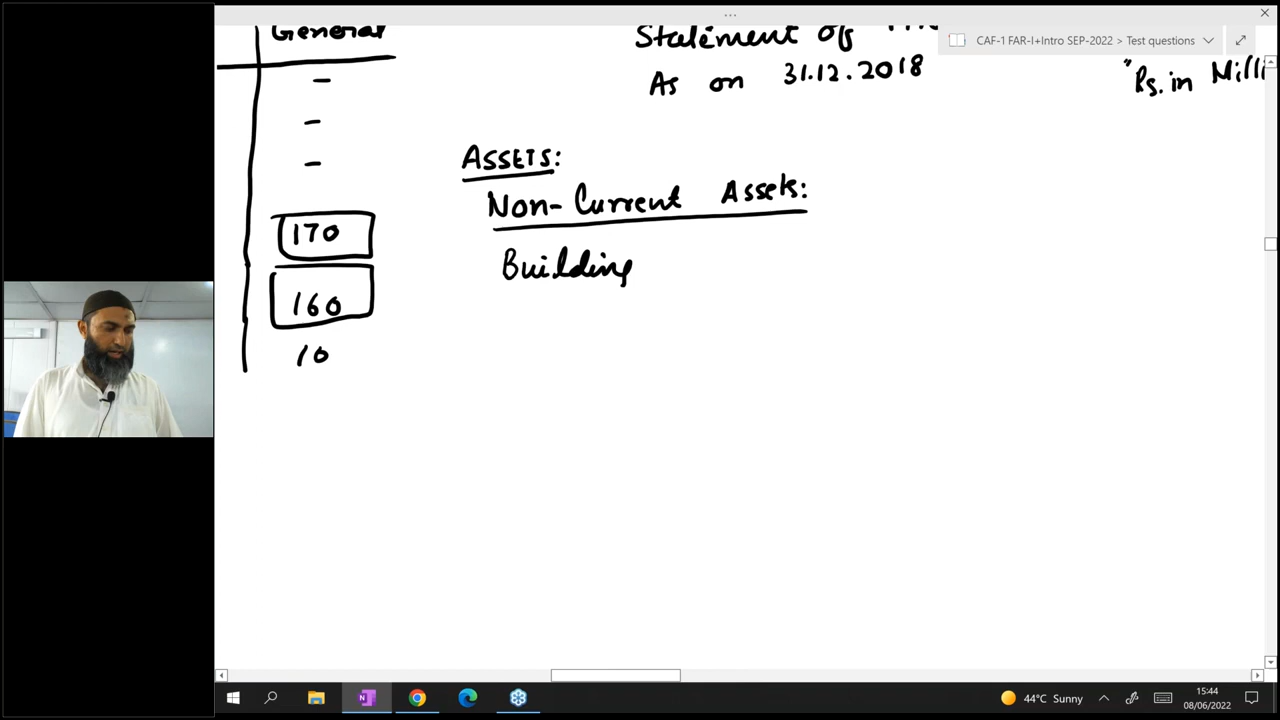 General
Statement of
As on 31.12.2018
"Rs. in Milli
CAF-1 FAR-I+Intro SEP-2022 > Test questions
-
-
-
170
160
10
ASSETS:
Non-Current Assets:
Building
44°C Sunny
15:44
08/06/2022